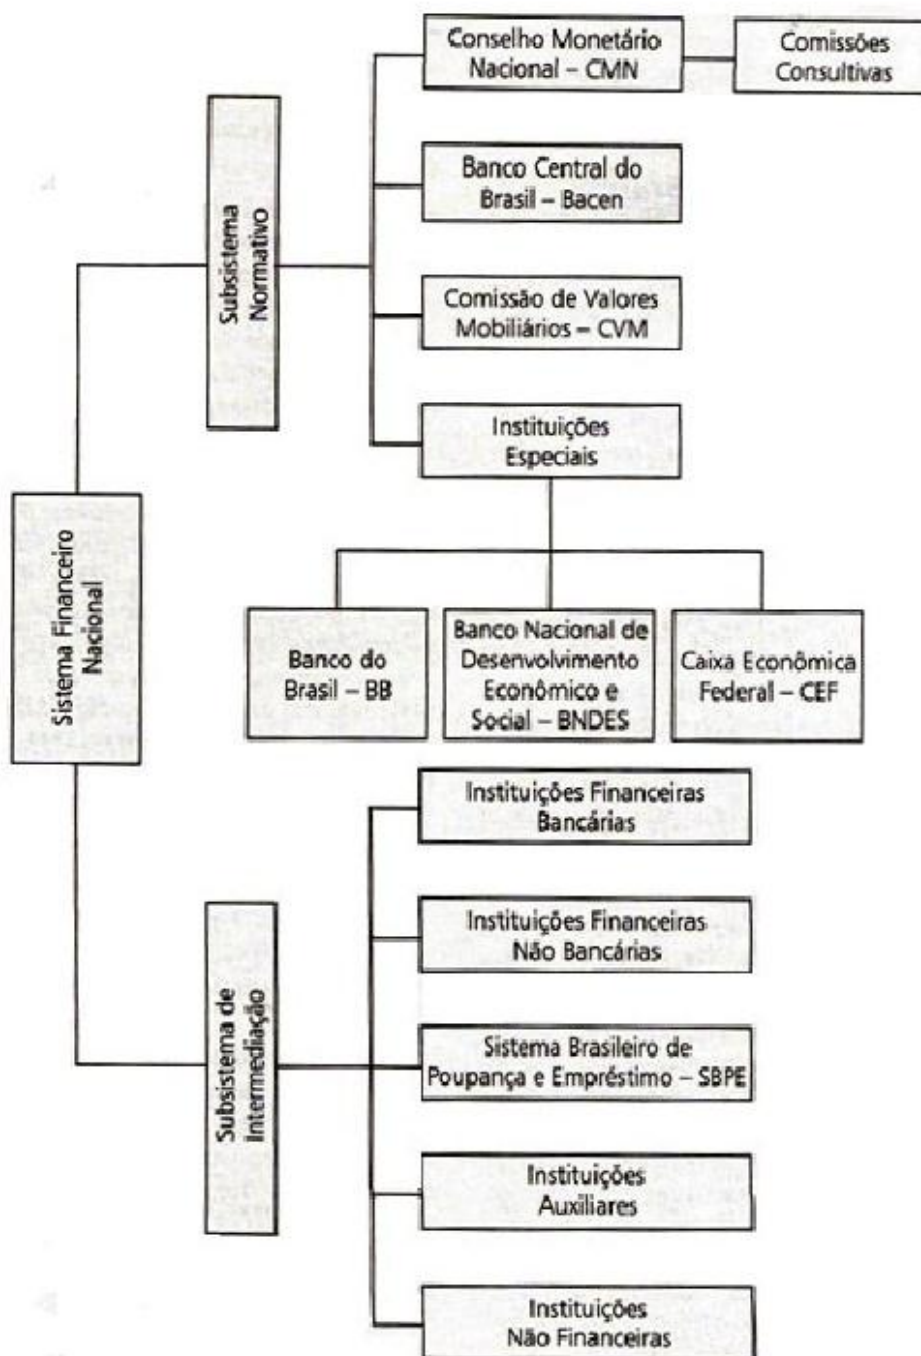 Conselho Monetário
Nacional – CMN
Comissões
Consultivas
Subsistema
Normativo
Banco Central do
Brasil – Bacen
Comissão de Valores
Mobiliários – CVM
Instituições
Especiais
Sistema Financeiro
Nacional
Banco do
Brasil – BB
Banco Nacional de
Desenvolvimento
Econômico e
Social – BNDES
Caixa Econômica
Federal – CEF
Instituições Financeiras
Bancárias
Instituições Financeiras
Não Bancárias
Subsistema de
Intermediação
Sistema Brasileiro de
Poupança e Empréstimo – SBPE
Instituições
Auxiliares
Instituições
Não Financeiras